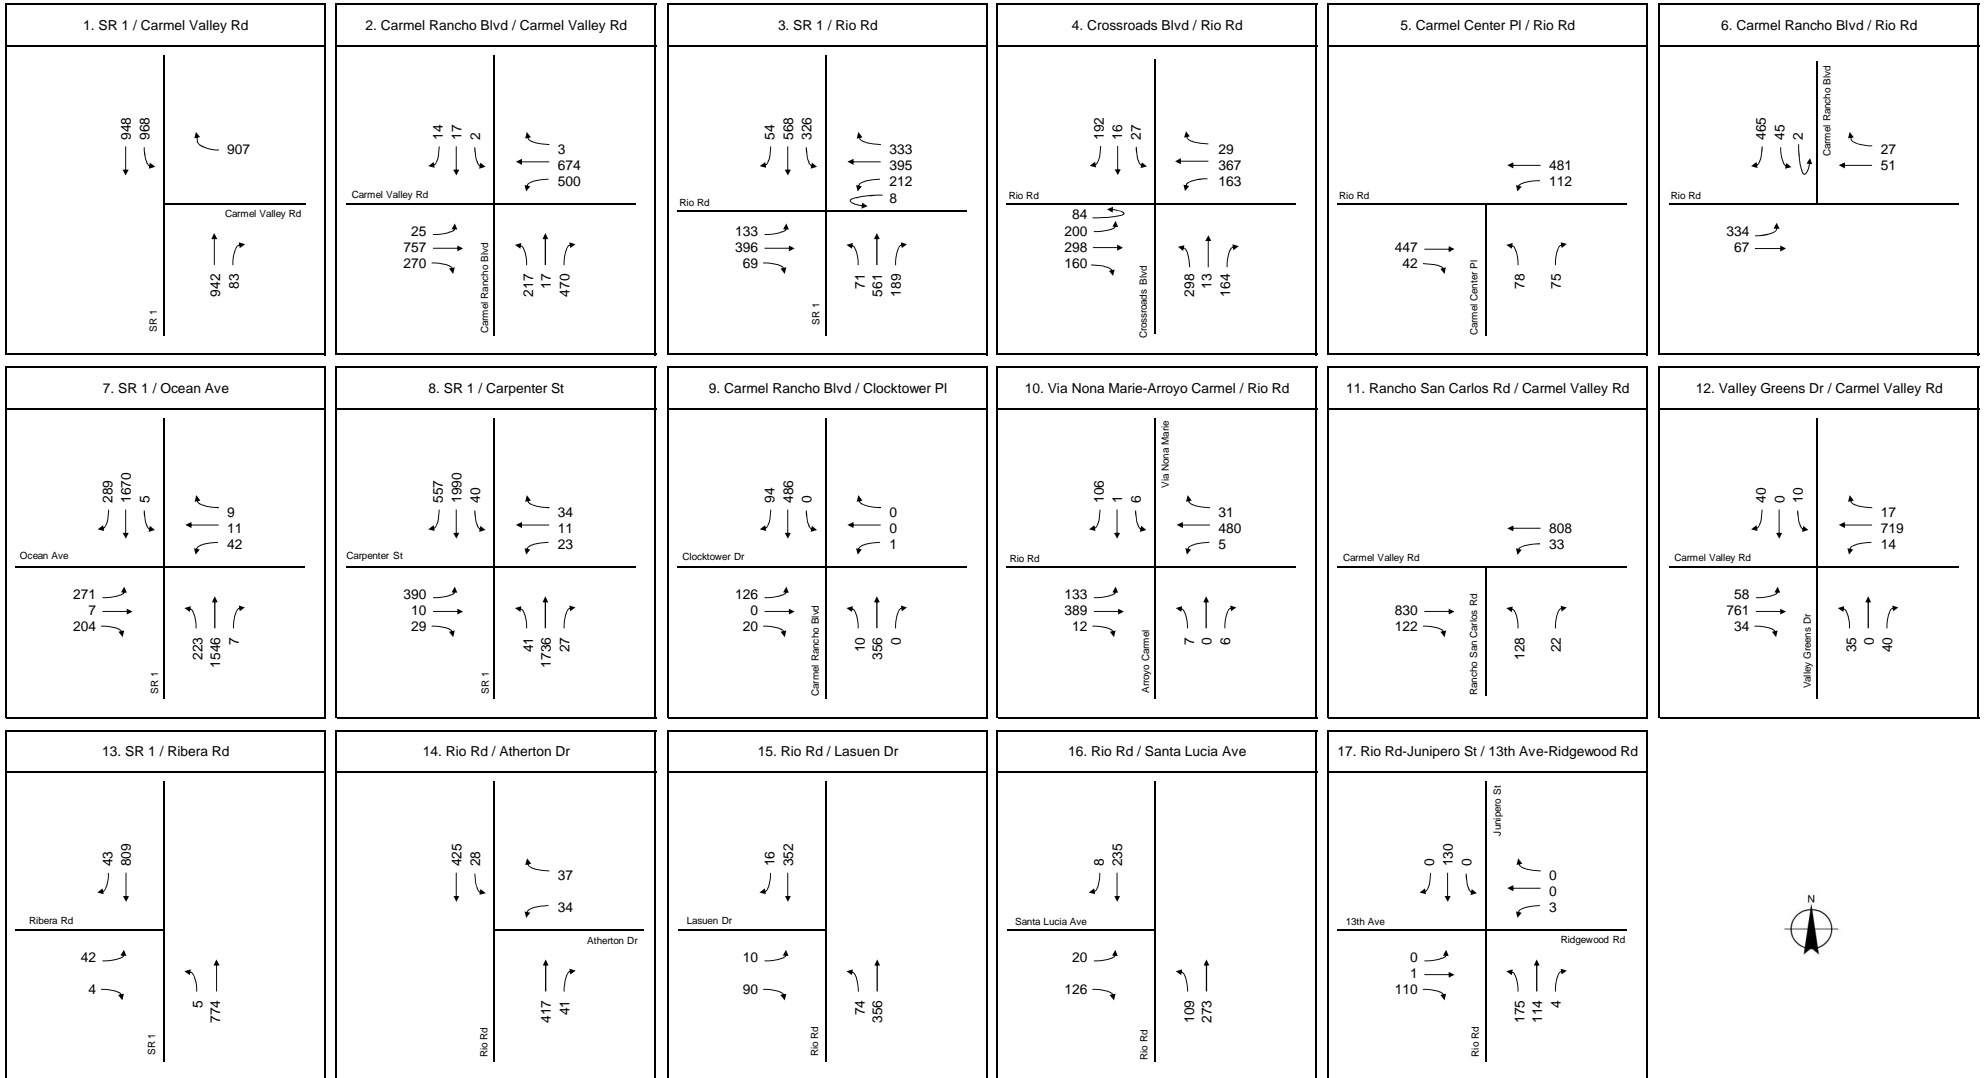 1. SR 1 / Carmel Valley Rd
948
968
907
Carmel Valley Rd
942
83
SR 1
2. Carmel Rancho Blvd / Carmel Valley Rd
14
17
2
3
674
500
Carmel Valley Rd
25
757
270
217
17
470
Carmel Rancho Blvd
3. SR 1 / Rio Rd
54
568
326
333
395
212
8
Rio Rd
133
396
69
71
561
189
SR 1
4. Crossroads Blvd / Rio Rd
192
16
27
29
367
163
Rio Rd
84
200
298
160
298
13
164
Crossroads Blvd
5. Carmel Center Pl / Rio Rd
481
112
Rio Rd
447
42
78
75
Carmel Center Pl
6. Carmel Rancho Blvd / Rio Rd
Carmel Rancho Blvd
465
45
2
27
51
Rio Rd
334
67
7. SR 1 / Ocean Ave
289
1670
5
9
11
42
Ocean Ave
271
7
204
223
1546
7
SR 1
8. SR 1 / Carpenter St
557
1990
40
34
11
23
Carpenter St
390
10
29
41
1736
27
SR 1
9. Carmel Rancho Blvd / Clocktower Pl
94
486
0
0
0
1
Clocktower Dr
126
0
20
10
356
0
Carmel Rancho Blvd
10. Via Nona Marie-Arroyo Carmel / Rio Rd
Via Nona Marie
106
1
6
31
480
5
Rio Rd
133
389
12
7
0
6
Arroyo Carmel
11. Rancho San Carlos Rd / Carmel Valley Rd
808
33
Carmel Valley Rd
830
122
128
22
Rancho San Carlos Rd
12. Valley Greens Dr / Carmel Valley Rd
40
0
10
17
719
14
Carmel Valley Rd
58
761
34
35
0
40
Valley Greens Dr
13. SR 1 / Ribera Rd
43
809
Ribera Rd
42
4
5
774
SR 1
14. Rio Rd / Atherton Dr
425
28
37
34
Atherton Dr
417
41
Rio Rd
15. Rio Rd / Lasuen Dr
16
352
Lasuen Dr
10
90
74
356
Rio Rd
16. Rio Rd / Santa Lucia Ave
8
235
Santa Lucia Ave
20
126
109
273
Rio Rd
17. Rio Rd-Junipero St / 13th Ave-Ridgewood Rd
Junipero St
0
130
0
0
0
3
13th Ave
Ridgewood Rd
0
1
110
175
114
4
Rio Rd
N